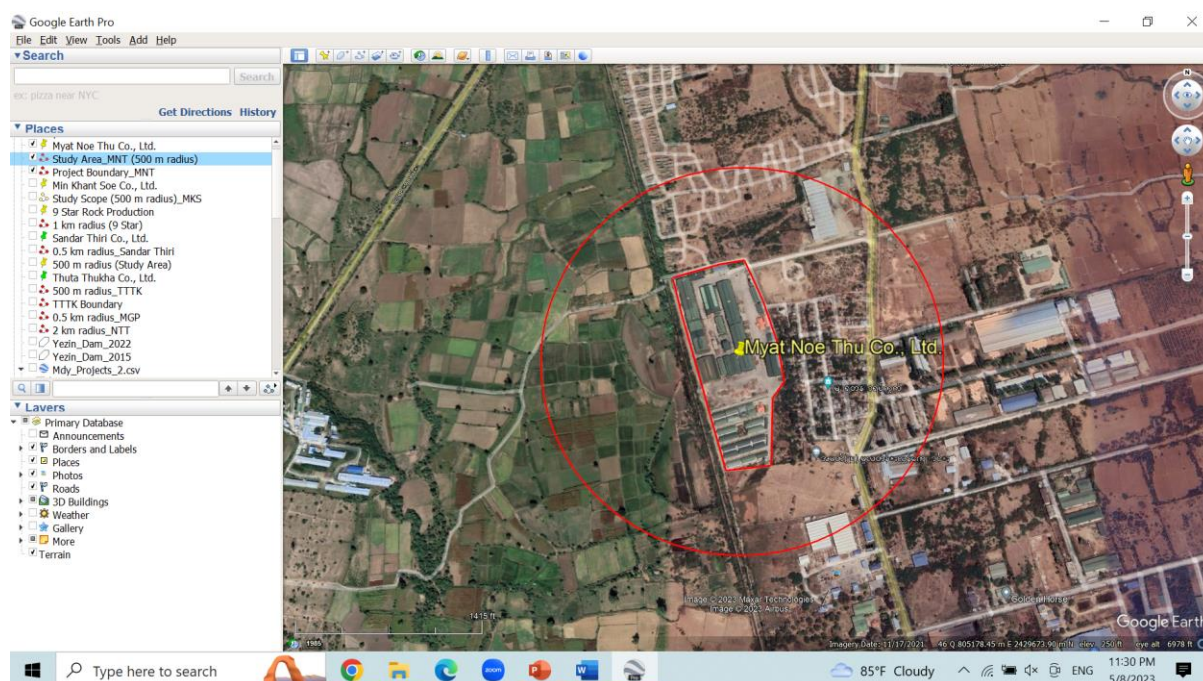 Google Earth Pro
File Edit View Tools Add Help
Search
Search
ex: pizza near NYC
Get Directions History
Places
Myat Noe Thu Co., Ltd.
Study Area_MNT (500 m radius)
Project Boundary_MNT
Min Khant Soe Co., Ltd.
Study Scope (500 m radius)_MKS
9 Star Rock Production
1 km radius (9 Star)
Sandar Thiri Co., Ltd.
0.5 km radius_Sandar Thiri
500 m radius (Study Area)
Thuta Thukha Co., Ltd.
500 m radius_TTTK
TTTK Boundary
0.5 km radius_MGP
2 km radius_NTT
Yezin_Dam_2022
Yezin_Dam_2015
Mdy_Projects_2.csv
Layers
Primary Database
Announcements
Borders and Labels
Places
Photos
Roads
3D Buildings
Weather
Gallery
More
Terrain
N
Myat Noe Thu Co., Ltd.
Golden Horse
Image © 2023 Maxar Technologies
Image © 2023 Airbus
1415 ft
Google Earth
1985
Imagery Date: 11/17/2021 46 Q 805178.45 m E 2429673.90 m N elev 250 ft eye alt 6978 ft
Type here to search
zoom
85°F Cloudy
ENG
11:30 PM
5/8/2023